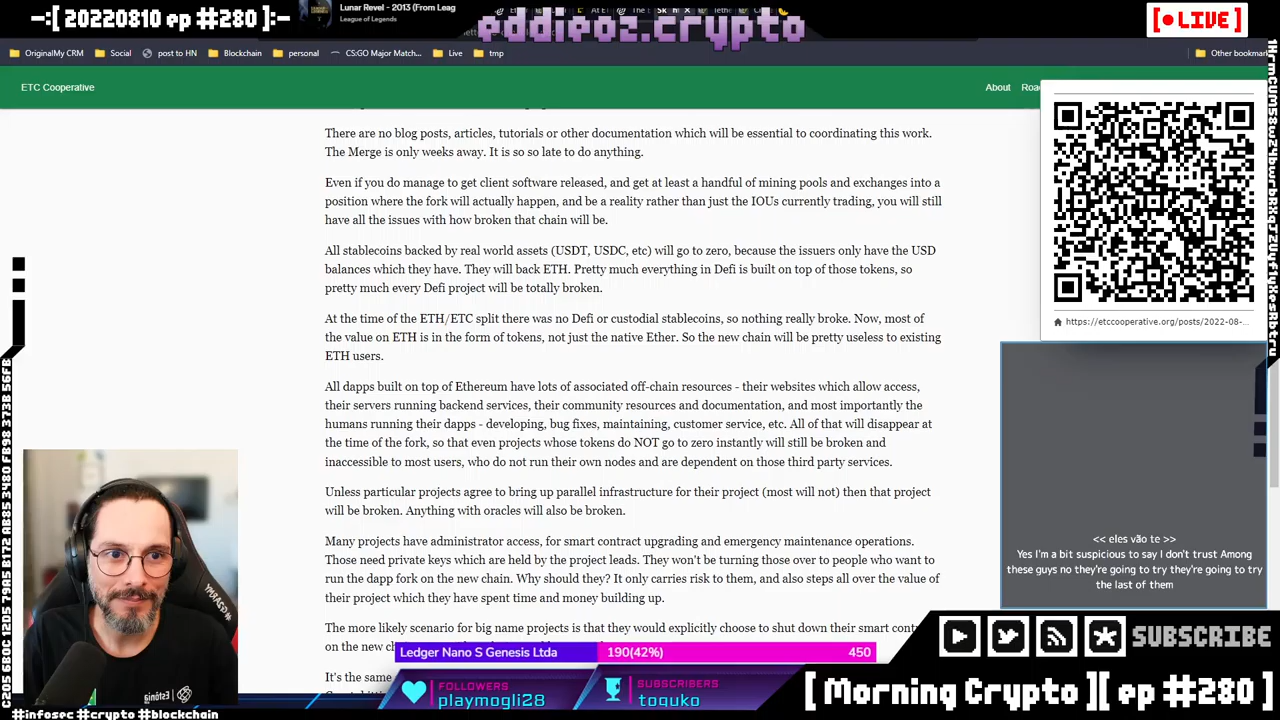 —:[ 20220810 ep #280 ]:—
Lunar Revel - 2013 (From Leag
League of Legends
eddieoz.crypto
[● LIVE]
OriginalMy CRM
Social
post to HN
Blockchain
personal
CS:GO Major Match...
Live
tmp
Other bookmar
ETC Cooperative
About
There are no blog posts, articles, tutorials or other documentation which will be essential to coordinating this work.
The Merge is only weeks away. It is so so late to do anything.
Even if you do manage to get client software released, and get at least a handful of mining pools and exchanges into a
position where the fork will actually happen, and be a reality rather than just the IOUs currently trading, you will still
have all the issues with how broken that chain will be.
All stablecoins backed by real world assets (USDT, USDC, etc) will go to zero, because the issuers only have the USD
balances which they have. They will back ETH. Pretty much everything in Defi is built on top of those tokens, so
pretty much every Defi project will be totally broken.
At the time of the ETH/ETC split there was no Defi or custodial stablecoins, so nothing really broke. Now, most of
the value on ETH is in the form of tokens, not just the native Ether. So the new chain will be pretty useless to existing
ETH users.
All dapps built on top of Ethereum have lots of associated off-chain resources - their websites which allow access,
their servers running backend services, their community resources and documentation, and most importantly the
humans running their dapps - developing, bug fixes, maintaining, customer service, etc. All of that will disappear at
the time of the fork, so that even projects whose tokens do NOT go to zero instantly will still be broken and
inaccessible to most users, who do not run their own nodes and are dependent on those third party services.
Unless particular projects agree to bring up parallel infrastructure for their project (most will not) then that project
will be broken. Anything with oracles will also be broken.
Many projects have administrator access, for smart contract upgrading and emergency maintenance operations.
Those need private keys which are held by the project leads. They won't be turning those over to people who want to
run the dapp fork on the new chain. Why should they? It only carries risk to them, and also steps all over the value of
their project which they have spent time and money building up.
The more likely scenario for big name projects is that they would explicitly choose to shut down their smart cont
on the new c
It's the same
https://etccooperative.org/posts/2022-08-...
<< eles vão te >>
Yes I'm a bit suspicious to say I don't trust Among
these guys no they're going to try they're going to try
the last of them
Ledger Nano S Genesis Ltda
190(42%)
450
FOLLOWERS
playmogli28
SUBSCRIBERS
toguko
SUBSCRIBE
[ Morning Crypto ][ ep #280 ]
#infosec #crypto #blockchain